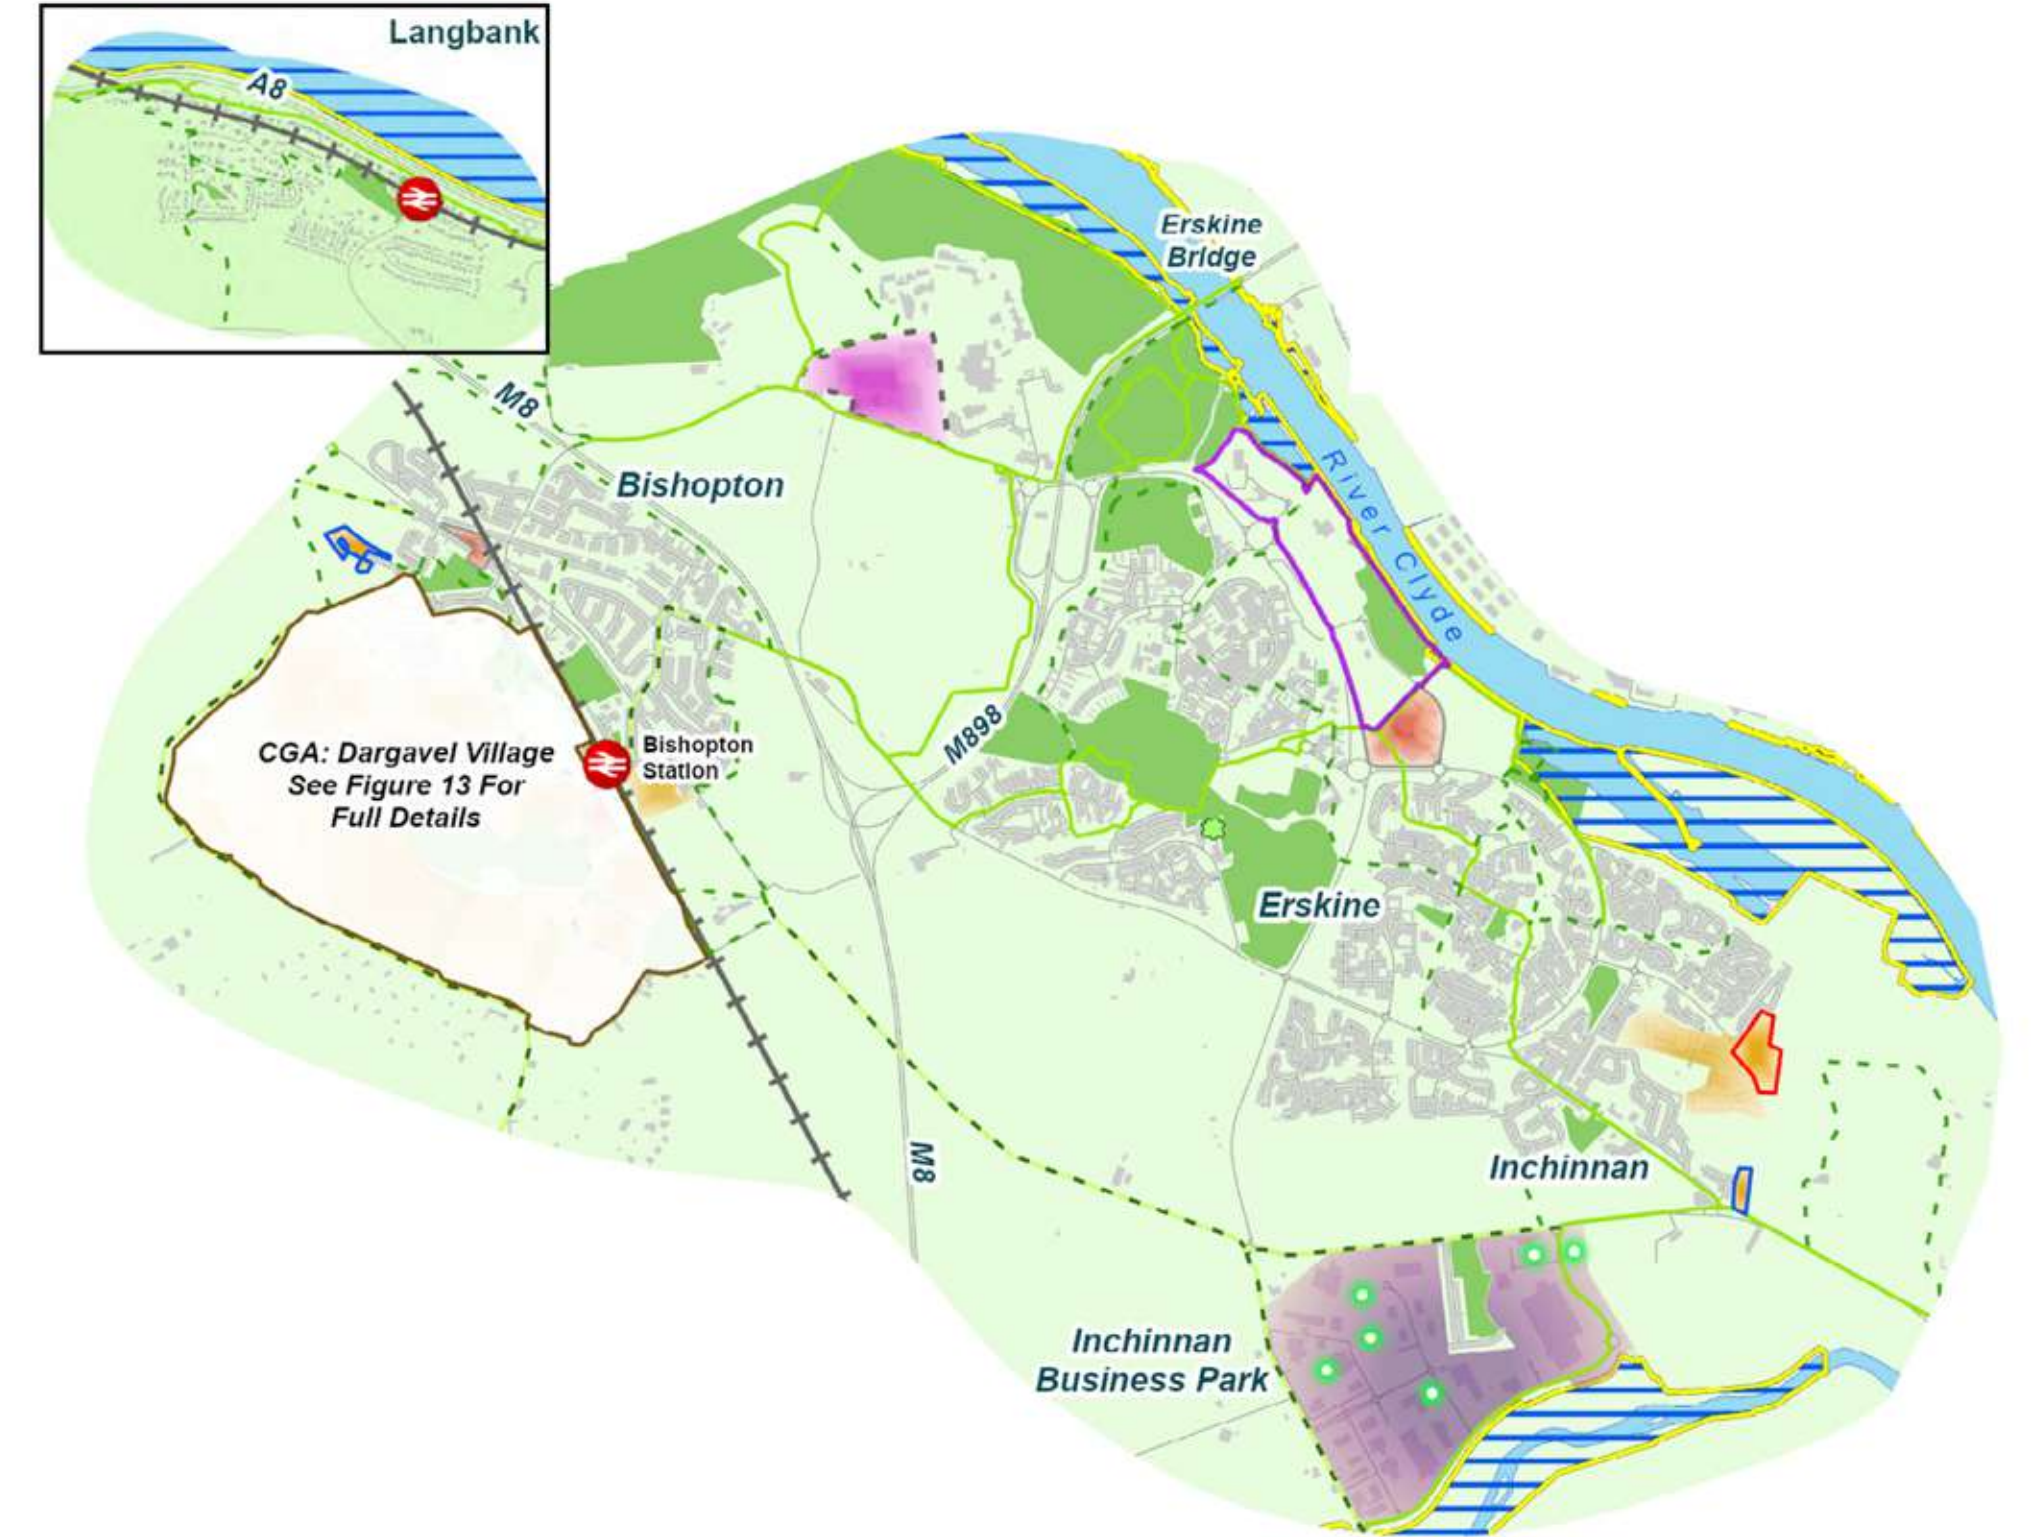 Langbank
A8
Erskine
Bridge
M8
Bishopton
River Clyde
M898
Bishopton
Station
CGA: Dargavel Village
See Figure 13 For
Full Details
Erskine
M8
Inchinnan
Inchinnan
Business Park